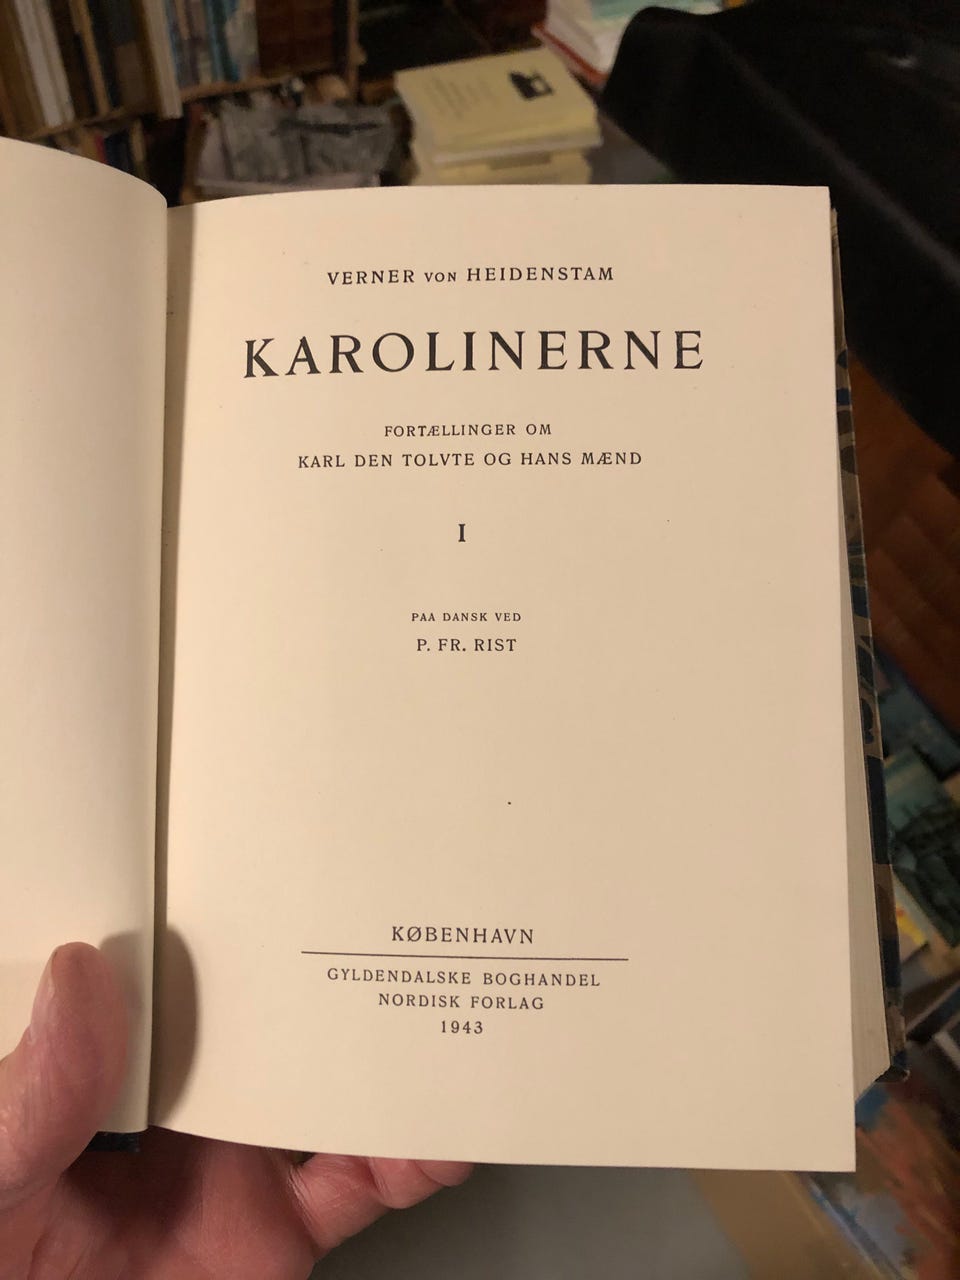 VERNER VON HEIDENSTAM
KAROLINERNE
FORTÆLLINGER OM
KARL DEN TOLVTE OG HANS MÆND
I
PAA DANSK VED
P. FR. RIST
KØBENHAVN
GYLDENDALSKE BOGHANDEL
NORDISK FORLAG
1943